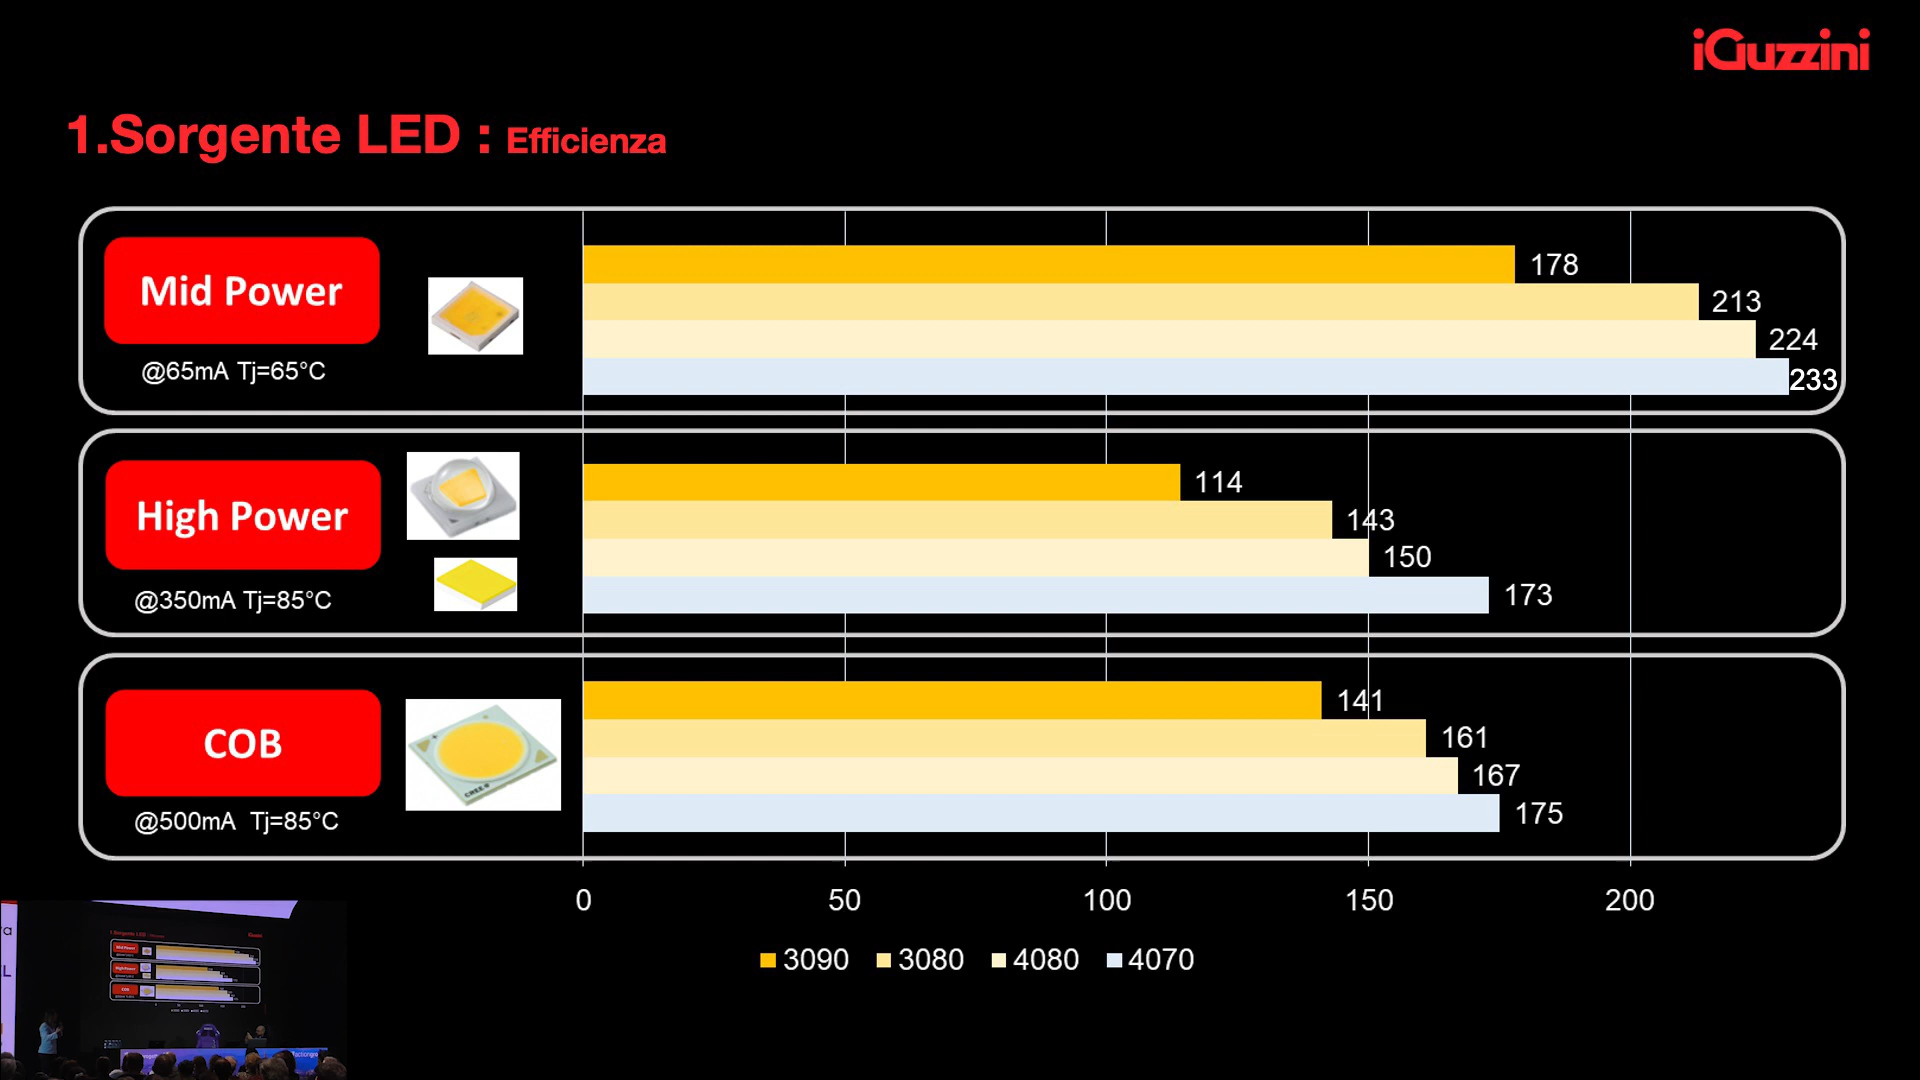 iGuzzini
1.Sorgente LED : Efficienza
Mid Power
@65mA Tj=65°C
178
213
224
233
High Power
@350mA Tj=85°C
114
143
150
173
COB
@500mA Tj=85°C
CREE
141
161
167
175
0 50 100 150 200
3090 3080 4080 4070